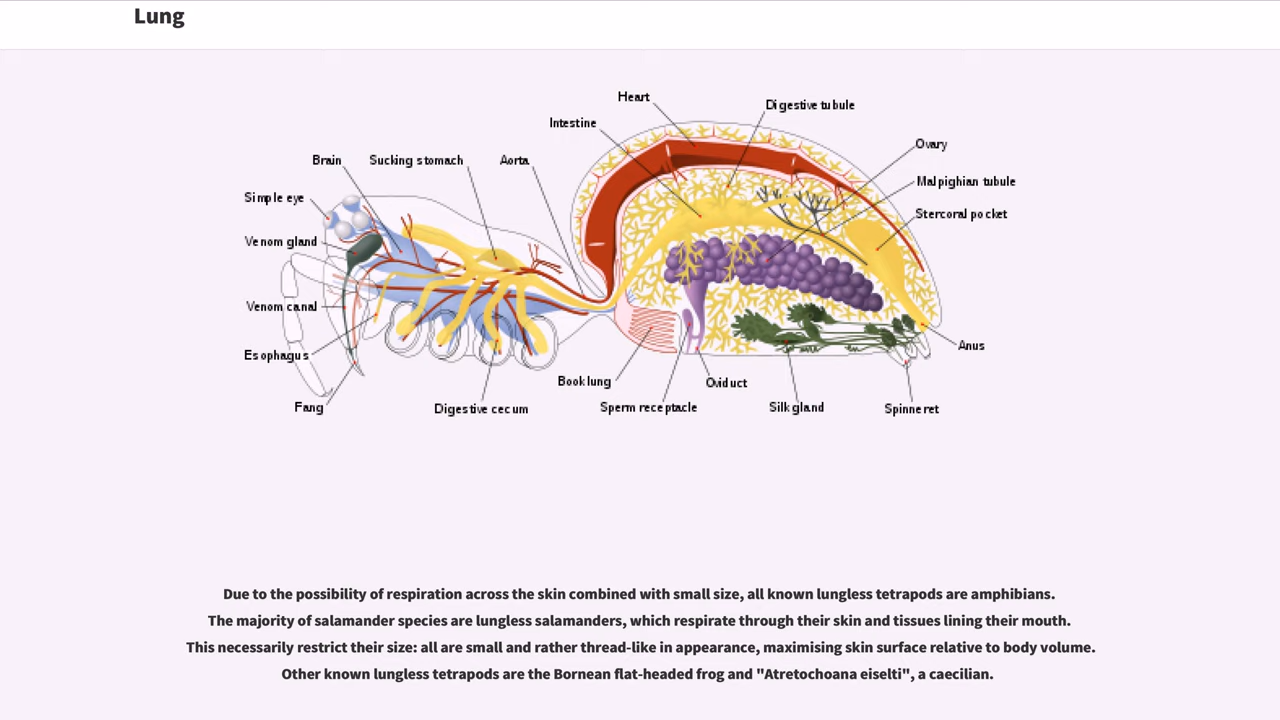 Lung
Heart
Digestive tubule
Intestine
Ovary
Brain
Sucking stomach
Aorta
Malpighian tubule
Simple eye
Stercoral pocket
Venom gland
Venom canal
Esophagus
Anus
Book lung
Oviduct
Fang
Digestive cecum
Sperm receptacle
Silk gland
Spinneret
Due to the possibility of respiration across the skin combined with small size, all known lungless tetrapods are amphibians.
The majority of salamander species are lungless salamanders, which respirate through their skin and tissues lining their mouth.
This necessarily restrict their size: all are small and rather thread-like in appearance, maximising skin surface relative to body volume.
Other known lungless tetrapods are the Bornean flat-headed frog and "Atretochoana eiselti", a caecilian.